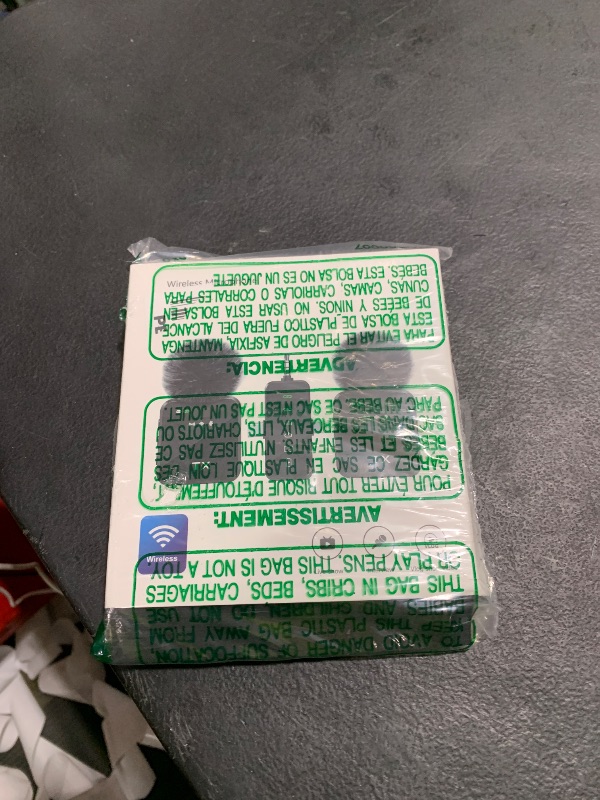 Wireless
Wireless
TO AVOID DANGER OF SUFFOCATION,
KEEP THIS PLASTIC BAG AWAY FROM
BABIES AND CHILDREN. DO NOT USE
THIS BAG IN CRIBS, BEDS, CARRIAGES
OR PLAY PENS. THIS BAG IS NOT A TOY
AVERTISSEMENT:
POUR ÉVITER TOUT RISQUE
GARDEZ CE SAC EN PLASTIQUE LOIN DES
BÉBÉS ET LES ENFANTS. N'UTILISEZ PAS CE
SAC DANS LES BERCEAUX, LITS, CHARIOTS OU
PARC AU BÉBÉ. CE SAC N'EST PAS UN JOUET.
ADVERTENCIA:
PARA EVITAR EL PELIGRO DE ASFIXIA, MANTENGA
ESTA BOLSA DE PLASTICO FUERA DEL ALCANCE
DE BEBES Y NINOS. NO USAR ESTA BOLSA EN
CUNAS, CAMAS, CARRIOLAS O CORRALES PARA
BEBES. ESTA BOLSA NO ES UN JUGUETE